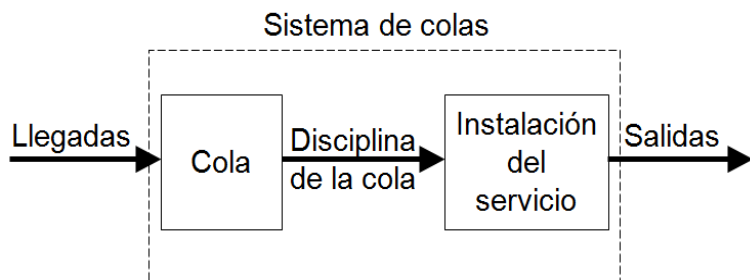 Sistema de colas
Llegadas
Cola
Disciplina
de la cola
Instalación
del
servicio
Salidas